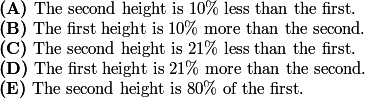 (A) The second height is 10% less than the first.
(B) The first height is 10% more than the second.
(C) The second height is 21% less than the first.
(D) The first height is 21% more than the second.
(E) The second height is 80% of the first.